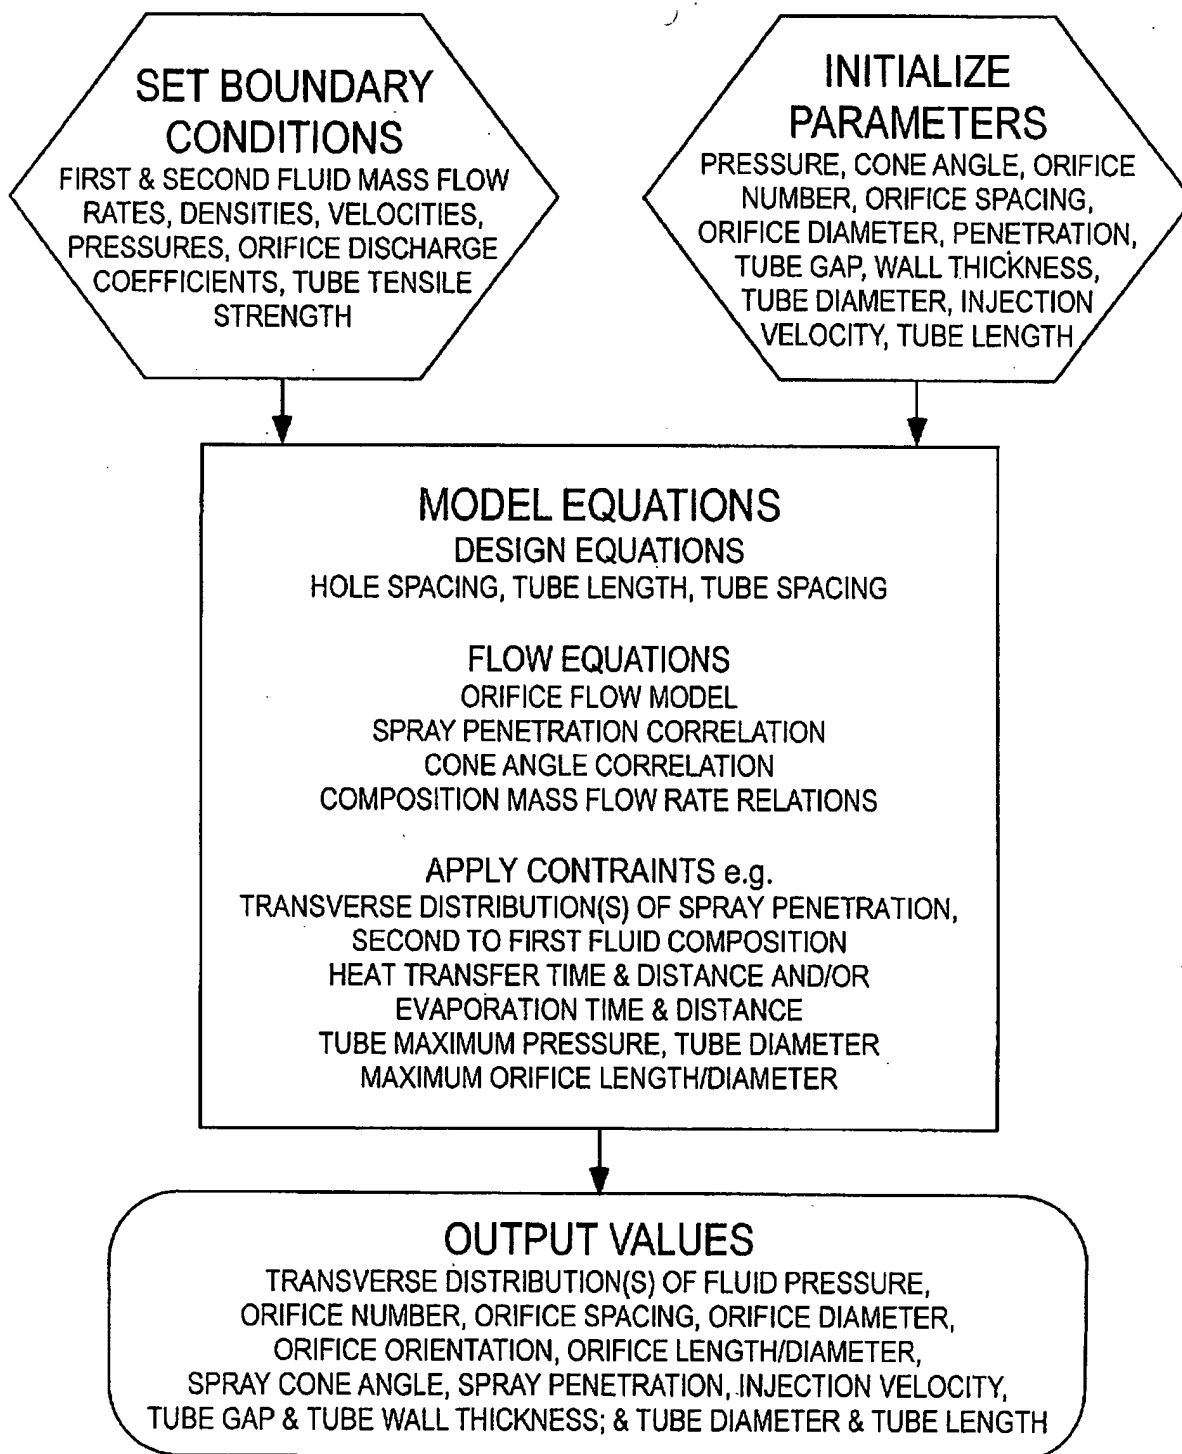 SET BOUNDARY
CONDITIONS
FIRST & SECOND FLUID MASS FLOW
RATES, DENSITIES, VELOCITIES,
PRESSURES, ORIFICE DISCHARGE
COEFFICIENTS, TUBE TENSILE
STRENGTH
INITIALIZE
PARAMETERS
PRESSURE, CONE ANGLE, ORIFICE
NUMBER, ORIFICE SPACING,
ORIFICE DIAMETER, PENETRATION,
TUBE GAP, WALL THICKNESS,
TUBE DIAMETER, INJECTION
VELOCITY, TUBE LENGTH
MODEL EQUATIONS
DESIGN EQUATIONS
HOLE SPACING, TUBE LENGTH, TUBE SPACING
FLOW EQUATIONS
ORIFICE FLOW MODEL
SPRAY PENETRATION CORRELATION
CONE ANGLE CORRELATION
COMPOSITION MASS FLOW RATE RELATIONS
APPLY CONTRAINTS e.g.
TRANSVERSE DISTRIBUTION(S) OF SPRAY PENETRATION,
SECOND TO FIRST FLUID COMPOSITION
HEAT TRANSFER TIME & DISTANCE AND/OR
EVAPORATION TIME & DISTANCE
TUBE MAXIMUM PRESSURE, TUBE DIAMETER
MAXIMUM ORIFICE LENGTH/DIAMETER
OUTPUT VALUES
TRANSVERSE DISTRIBUTION(S) OF FLUID PRESSURE,
ORIFICE NUMBER, ORIFICE SPACING, ORIFICE DIAMETER,
ORIFICE ORIENTATION, ORIFICE LENGTH/DIAMETER,
SPRAY CONE ANGLE, SPRAY PENETRATION, INJECTION VELOCITY,
TUBE GAP & TUBE WALL THICKNESS; & TUBE DIAMETER & TUBE LENGTH